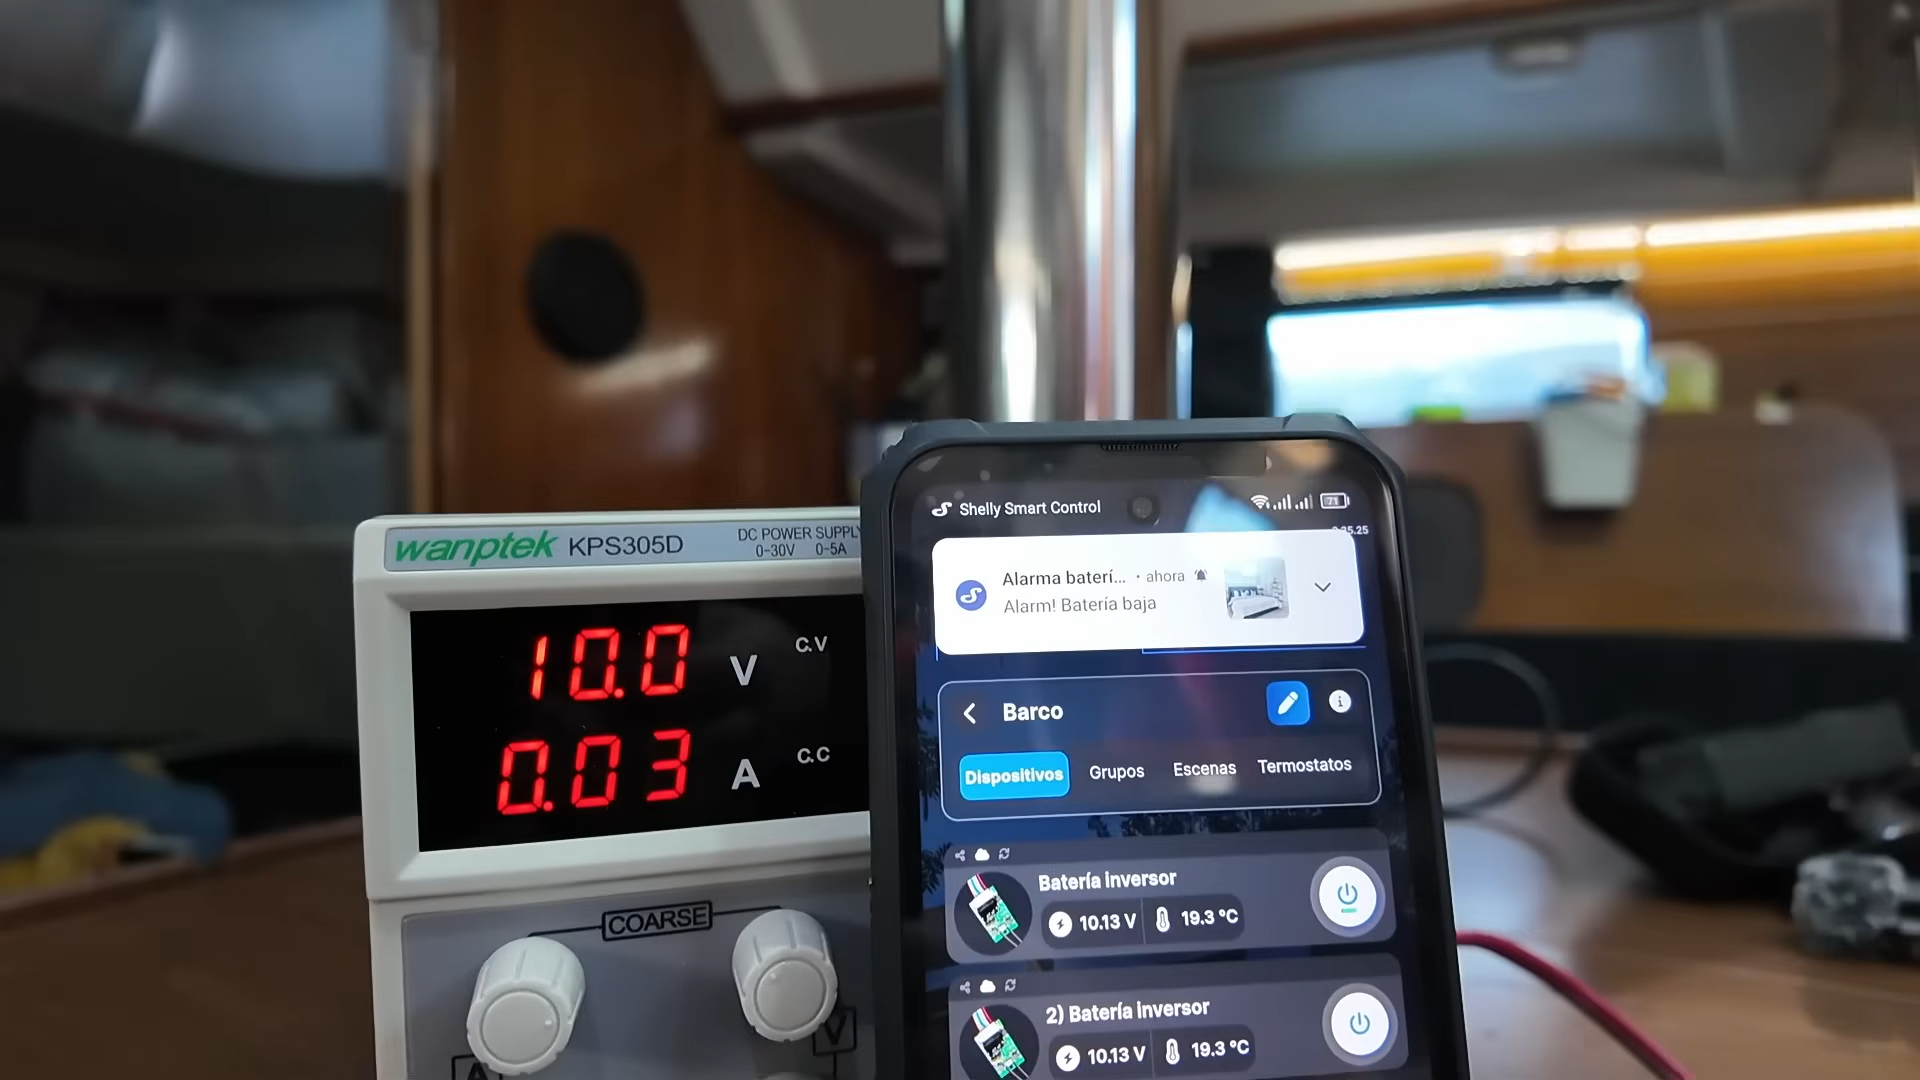 wanptek KPS305D
DC POWER SUPPLY
0-30V 0-5A
10.0 V C.V
0.03 A C.C
COARSE
A
V
Shelly Smart Control
71
Alarma baterí... · ahora
Alarm! Batería baja
Barco
Dispositivos Grupos Escenas Termostatos
Batería inversor
10.13 V 19.3 °C
2) Batería inversor
10.13 V 19.3 °C